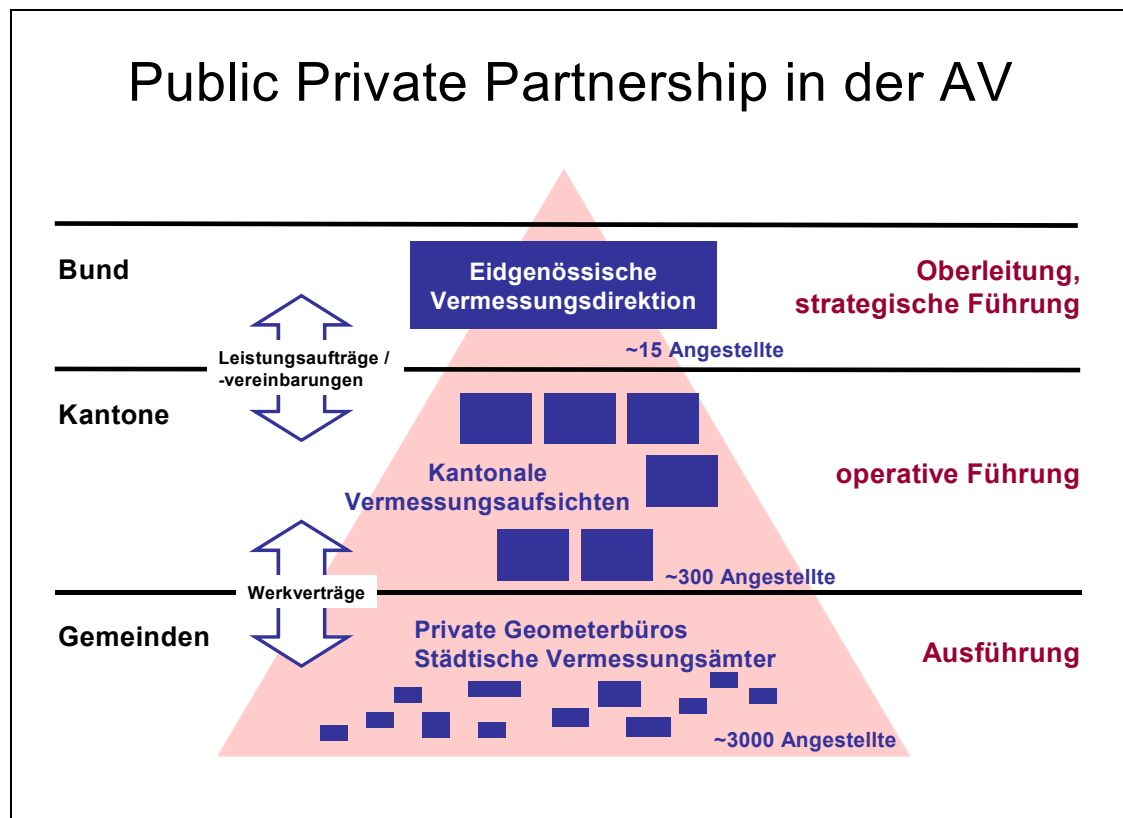 Public Private Partnership in der AV
Bund
Eidgenössische
Vermessungsdirektion
Oberleitung,
strategische Führung
~15 Angestellte
Leistungsaufträge /
-vereinbarungen
Kantone
Kantonale
Vermessungsaufsichten
operative Führung
~300 Angestellte
Werkverträge
Gemeinden
Private Geometerbüros
Städtische Vermessungsämter
Ausführung
~3000 Angestellte